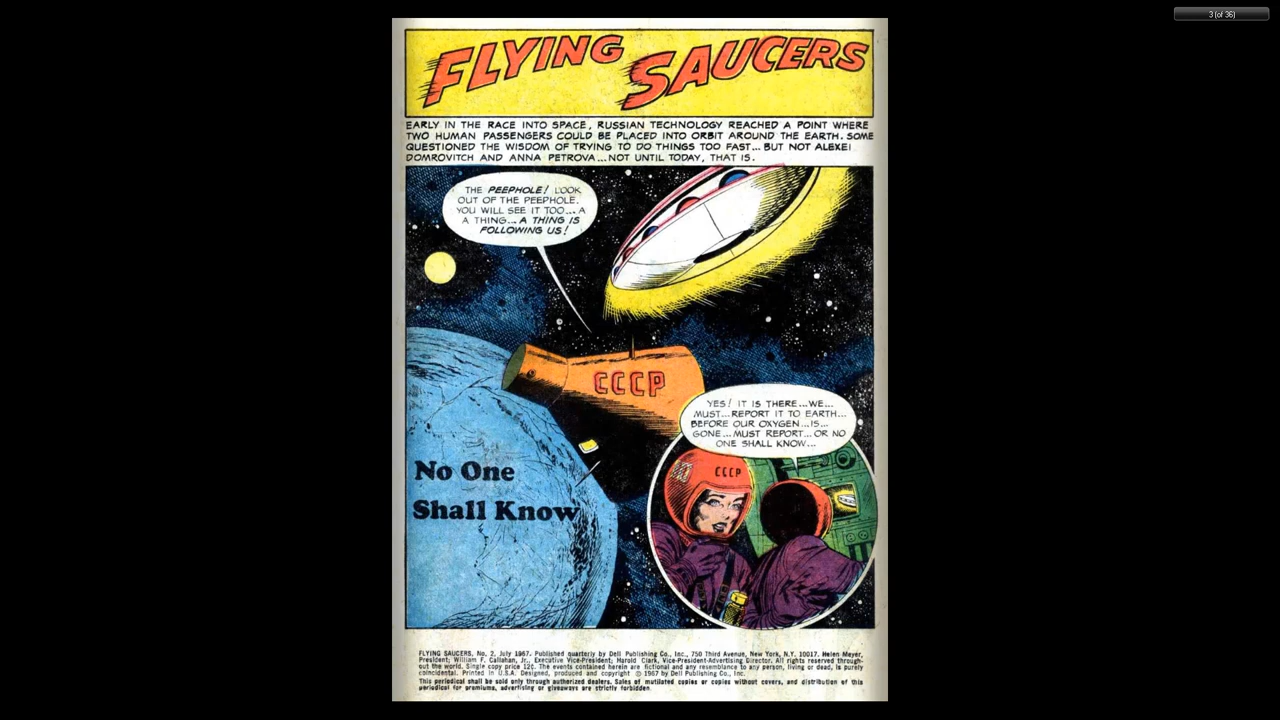 3 (of 36)
FLYING SAUCERS
EARLY IN THE RACE INTO SPACE, RUSSIAN TECHNOLOGY REACHED A POINT WHERE
TWO HUMAN PASSENGERS COULD BE PLACED INTO ORBIT AROUND THE EARTH. SOME
QUESTIONED THE WISDOM OF TRYING TO DO THINGS TOO FAST... BUT NOT ALEXEI
DOMROVITCH AND ANNA PETROVA... NOT UNTIL TODAY, THAT IS.
THE PEEPHOLE! LOOK
OUT OF THE PEEPHOLE.
YOU WILL SEE IT TOO... A
A THING... A THING IS
FOLLOWING US!
CCCP
YES! IT IS THERE... WE...
MUST... REPORT IT TO EARTH...
BEFORE OUR OXYGEN... IS...
GONE... MUST REPORT... OR NO
ONE SHALL KNOW...
CCCP
No One
Shall Know
FLYING SAUCERS, No. 2, July 1967. Published quarterly by Dell Publishing Co., Inc., 750 Third Avenue, New York, N.Y. 10017. Helen Meyer,
President; William F. Callahan, Jr., Executive Vice-President; Harald Clark, Vice-President-Advertising Director. All rights reserved through-
out the world. Single copy price 12¢. The events contained herein are fictional and any resemblance to any person, living or dead, is purely
coincidental. Printed in U.S.A. Designed, produced and copyright © 1967 by Dell Publishing Co., Inc.
This periodical shall be sold only through authorized dealers. Sales of mutilated copies or copies without covers, and distribution of this
periodical for premiums, advertising or giveaways are strictly forbidden.